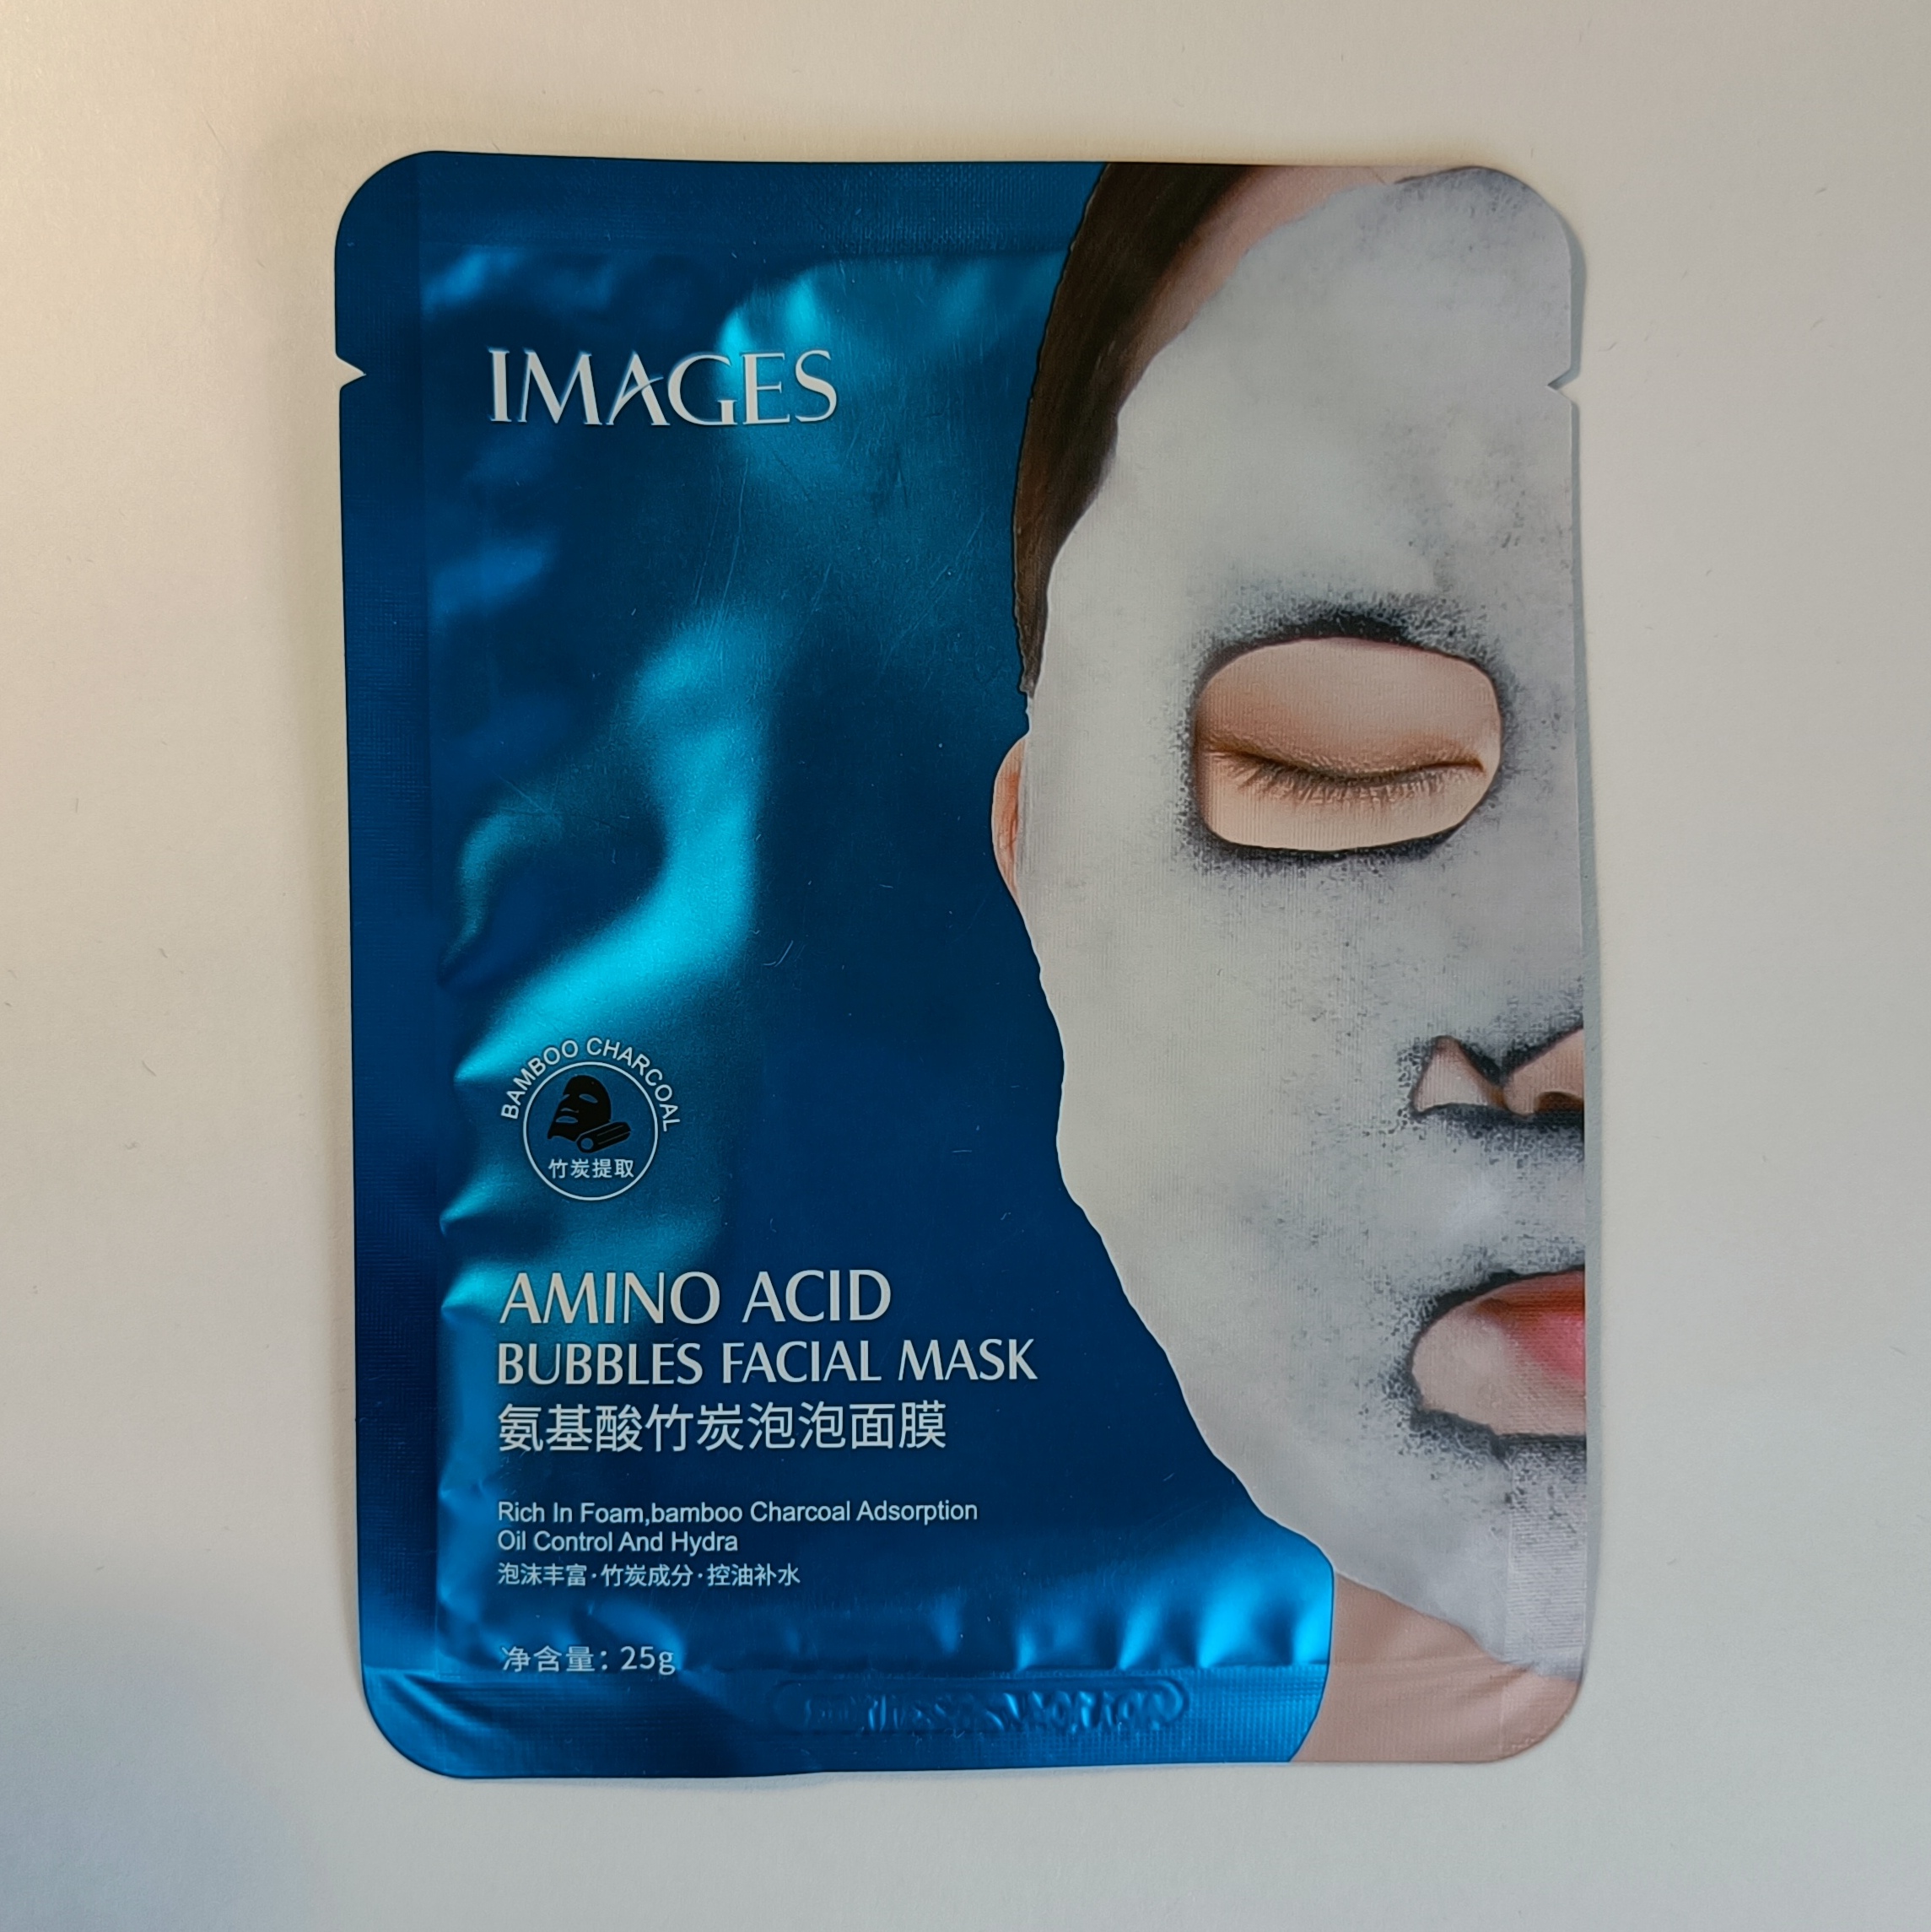 IMAGES
BAMBOO CHARCOAL
竹炭提取
AMINO ACID
BUBBLES FACIAL MASK
氨基酸竹炭泡泡面膜
Rich In Foam,bamboo Charcoal Adsorption
Oil Control And Hydra
泡沫丰富·竹炭成分·控油补水
净含量：25g